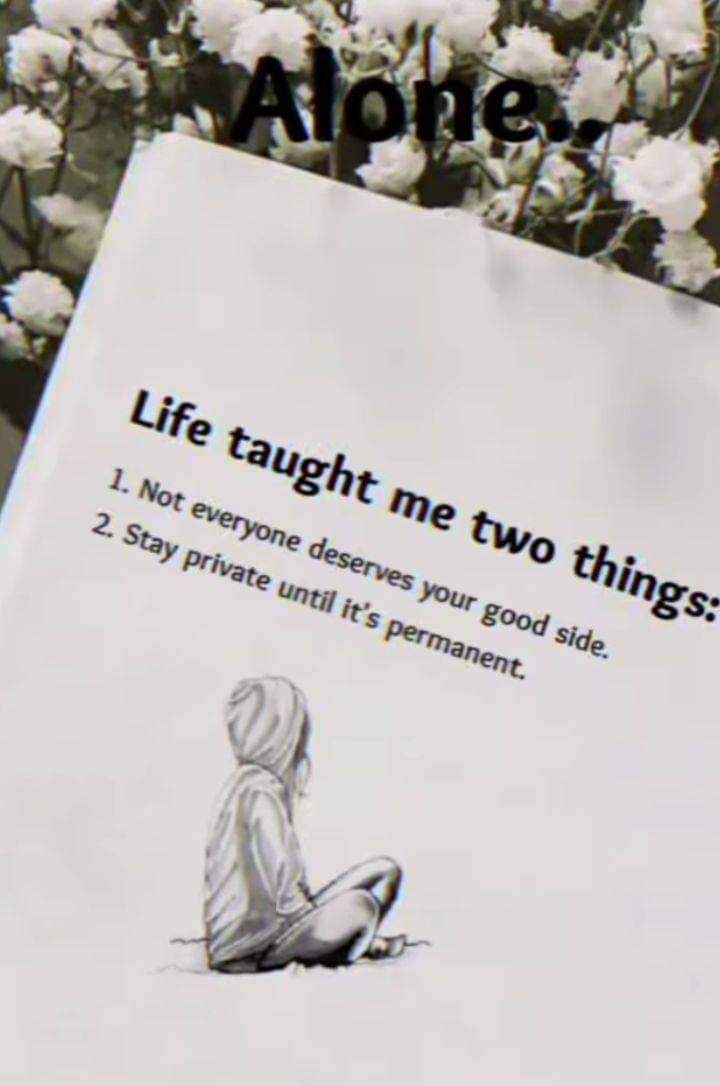 Alone..
Life taught me two things:
1. Not everyone deserves your good side.
2. Stay private until it's permanent.